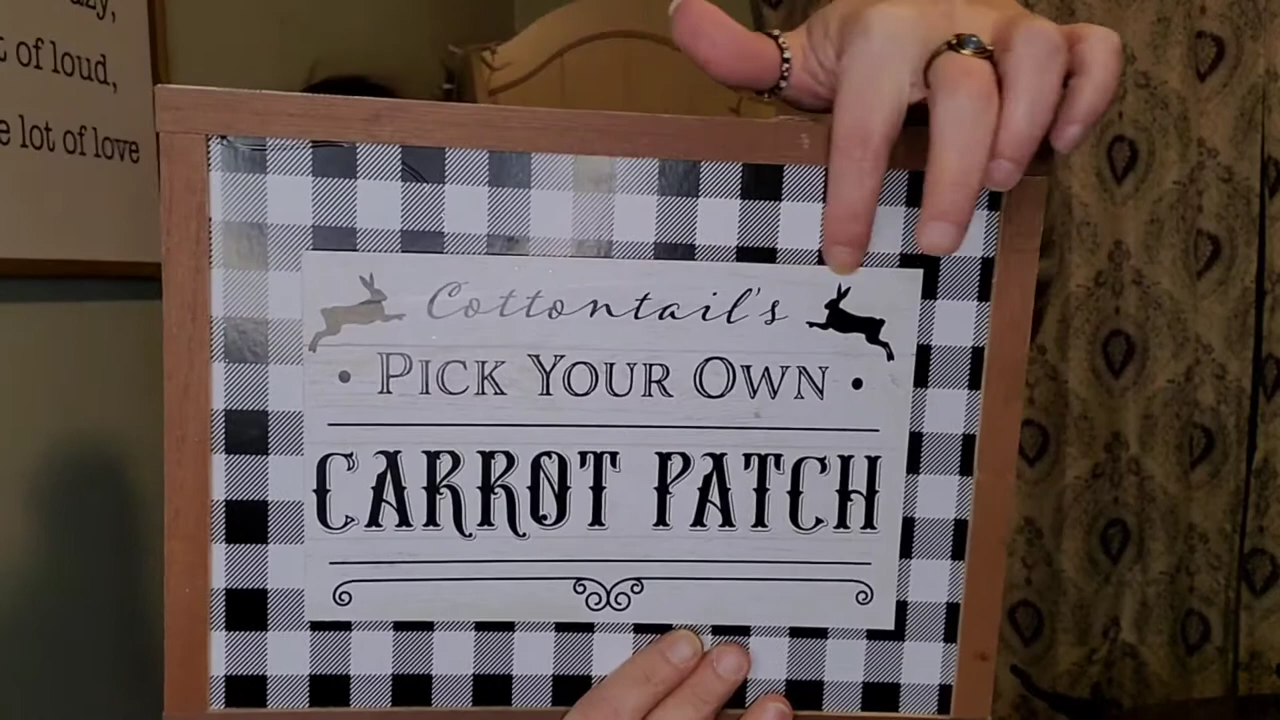 t of loud,
e lot of love
Cottontail's
• PICK YOUR OWN •
CARROT PATCH